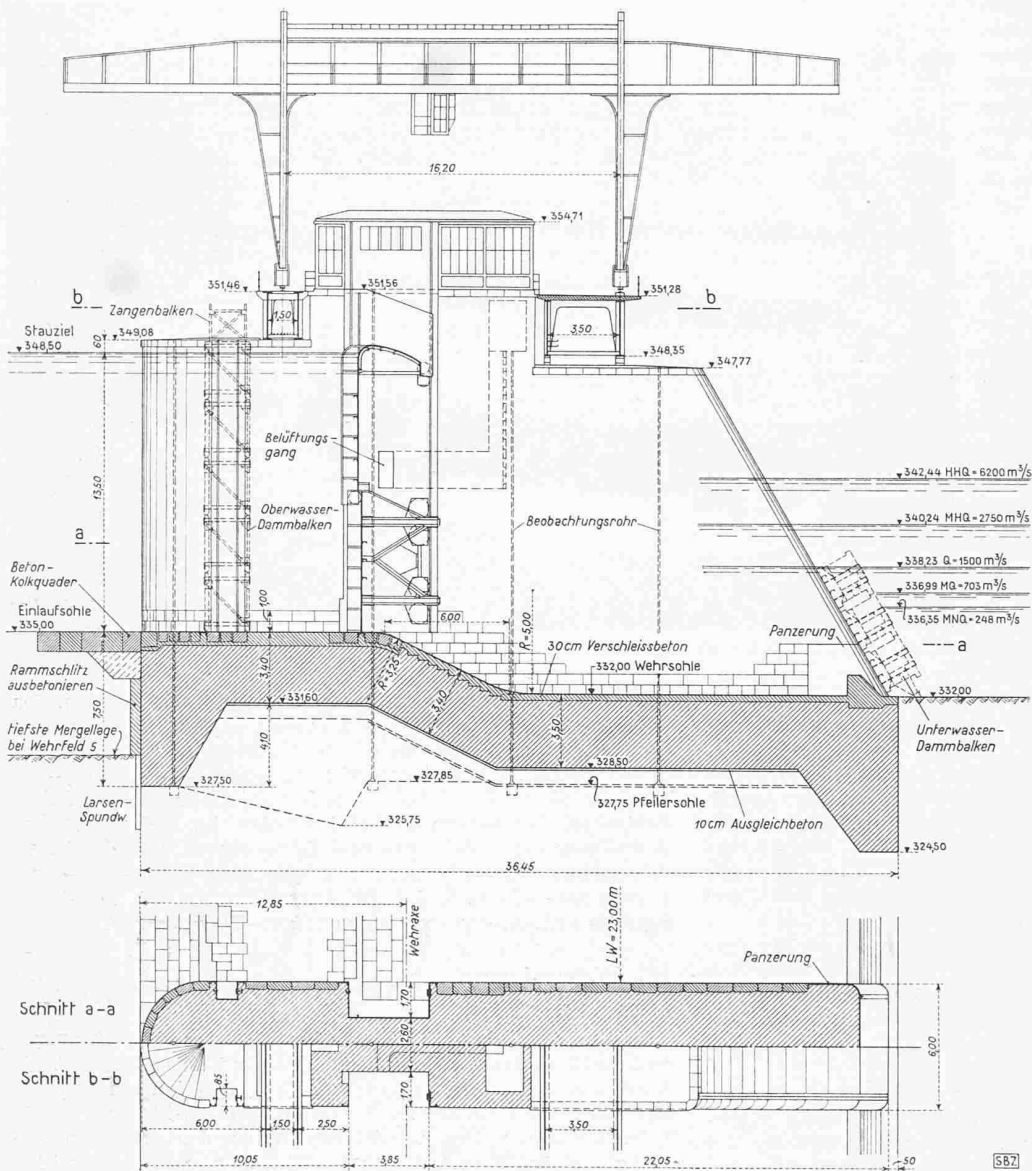 16,20
354,71
351,46
351,56
351,28
b
b
Zangenbalken
1,50
3,50
Stauziel
349,08
348,50
60
348,35
347,77
Belüftungs-
gang
342,44 HHQ = 6200 m³/s
13,50
Oberwasser-
Dammbalken
Beobachtungsrohr
340,24 MHQ = 2750 m³/s
a
338,23 Q = 1500 m³/s
Beton-
Kolkquader
336,99 MQ = 703 m³/s
Einlaufsohle
1,00
6,00
R=5,00
336,35 MNQ = 248 m³/s
335,00
Panzerung
a
30cm Verschleissbeton
Rammschlitz
ausbetonieren
3,40
R=3,25
332,00 Wehrsohle
332,00
7,50
331,60
3,40
3,50
Tiefste Mergellage
bei Wehrfeld 5
4,10
Unterwasser-
Dammbalken
328,50
327,50
327,85
327,75 Pfeilersohle
Larsen-
Spundw.
325,75
10cm Ausgleichbeton
324,50
36,45
12,85
Wehraxe
LW = 23,00 m
Panzerung
1,70
Schnitt a-a
2,60
6,00
Schnitt b-b
85
1,70
6,00
1,50
2,50
3,50
10,05
3,85
22,05
50
SBZ